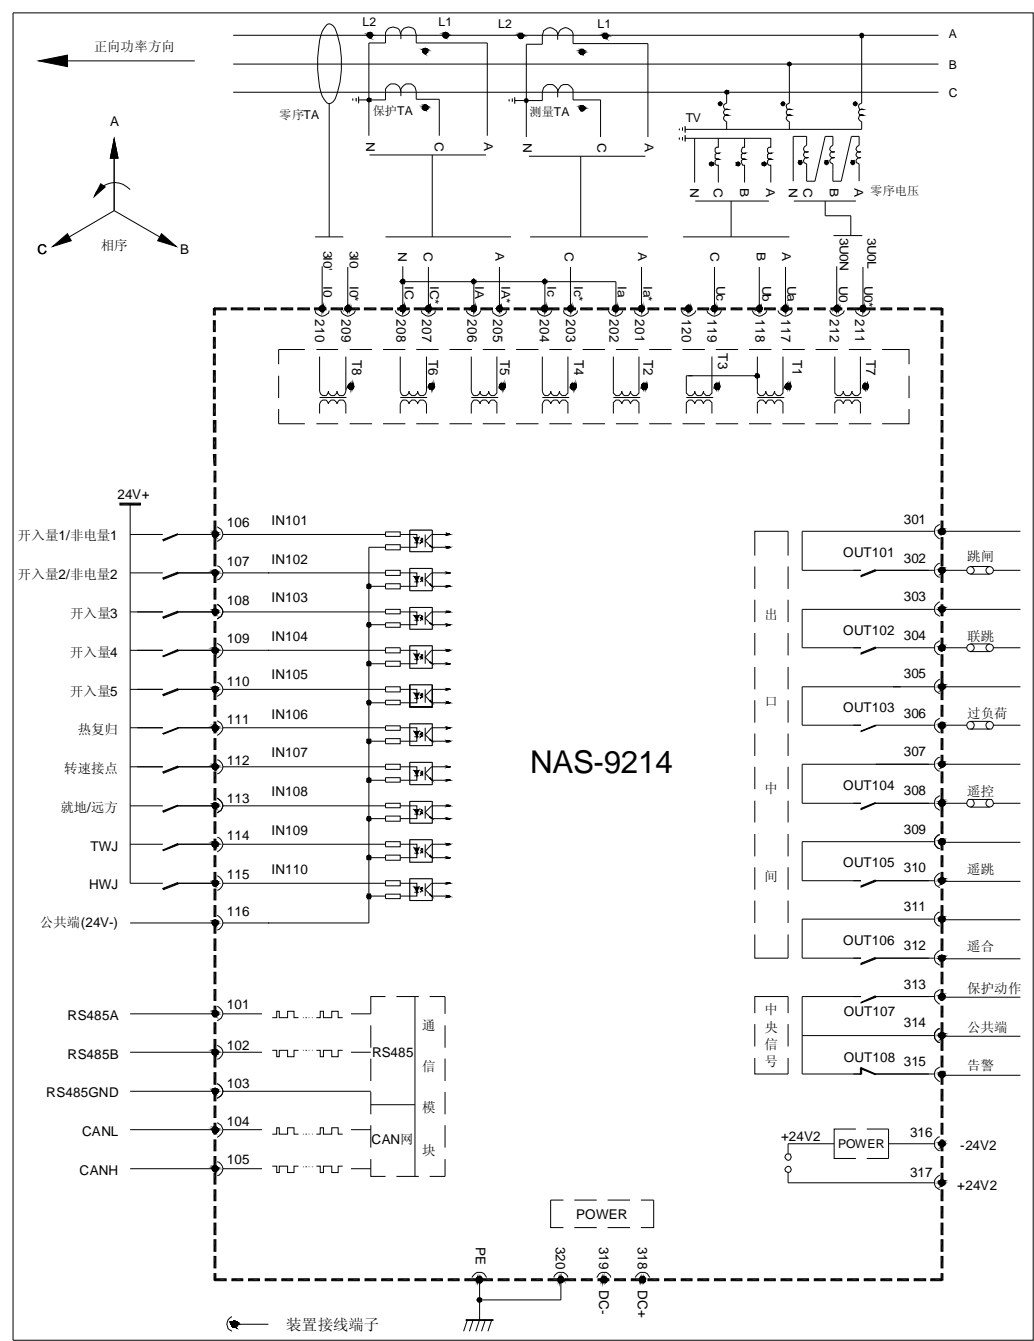 L2 L1 L2 L1
正向功率方向
A
B
C
零序TA
保护TA
测量TA
TV
N C A
N C A
N C B A
N C B A
零序电压
A
C
B
相序
3I0' 3I0 N C A C A C B A 3U0N 3U0L
I0 I0* IC IC* IA IA* Ic Ic* Ia Ia* Uc Ub Ua U0 U0*
210 209 208 207 206 205 204 203 202 201 120 119 118 117 212 211
T8 T6 T5 T4 T2 T3 T1 T7
24V+
开入量1/非电量1 106 IN101
开入量2/非电量2 107 IN102
开入量3 108 IN103
开入量4 109 IN104
开入量5 110 IN105
热复归 111 IN106
转速接点 112 IN107
就地/远方 113 IN108
TWJ 114 IN109
HWJ 115 IN110
公共端(24V-) 116
NAS-9214
出口中间
301
OUT101 302 跳闸
303
OUT102 304 联跳
305
OUT103 306 过负荷
307
OUT104 308 遥控
309
OUT105 310 遥跳
311
OUT106 312 遥合
中央信号
313 保护动作
OUT107 314 公共端
OUT108 315 告警
RS485A 101
RS485B 102
RS485GND 103
CANL 104
CANH 105
RS485
CAN网
通信模块
+24V2 POWER 316 -24V2
317 +24V2
POWER
PE 320 319 318
DC- DC+
装置接线端子